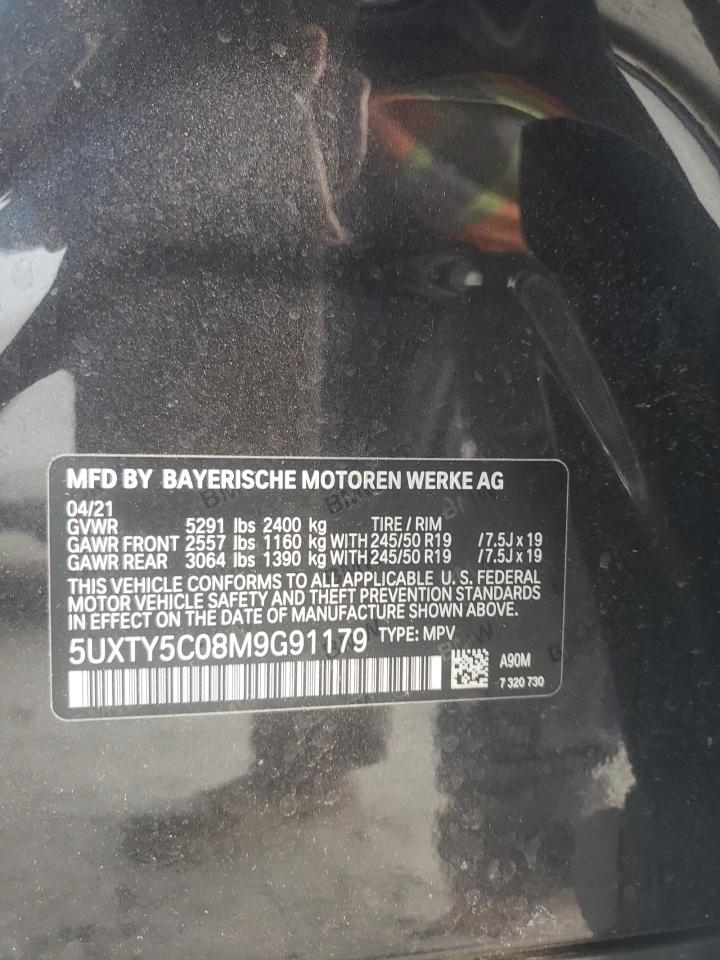 MFD BY BAYERISCHE MOTOREN WERKE AG
04/21
GVWR 5291 lbs 2400 kg TIRE / RIM
GAWR FRONT 2557 lbs 1160 kg WITH 245/50 R19 /7.5J x 19
GAWR REAR 3064 lbs 1390 kg WITH 245/50 R19 /7.5J x 19
THIS VEHICLE CONFORMS TO ALL APPLICABLE U. S. FEDERAL
MOTOR VEHICLE SAFETY AND THEFT PREVENTION STANDARDS
IN EFFECT ON THE DATE OF MANUFACTURE SHOWN ABOVE.
5UXTY5C08M9G91179 TYPE: MPV
A90M
7 320 730